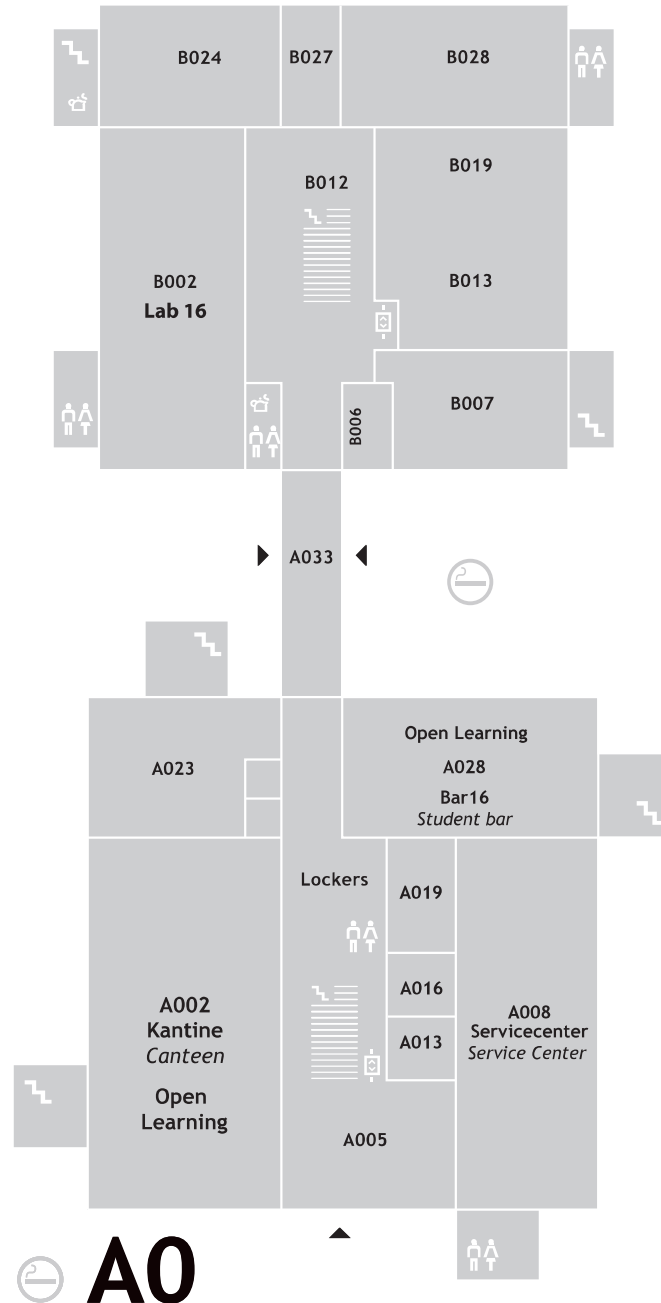 B024
B027
B028
B019
B012
B002
Lab 16
B013
B007
B006
A033
Open Learning
A028
Bar16
Student bar
A023
Lockers
A019
A016
A002
Kantine
Canteen
Open
Learning
A008
Servicecenter
Service Center
A013
A005
A0